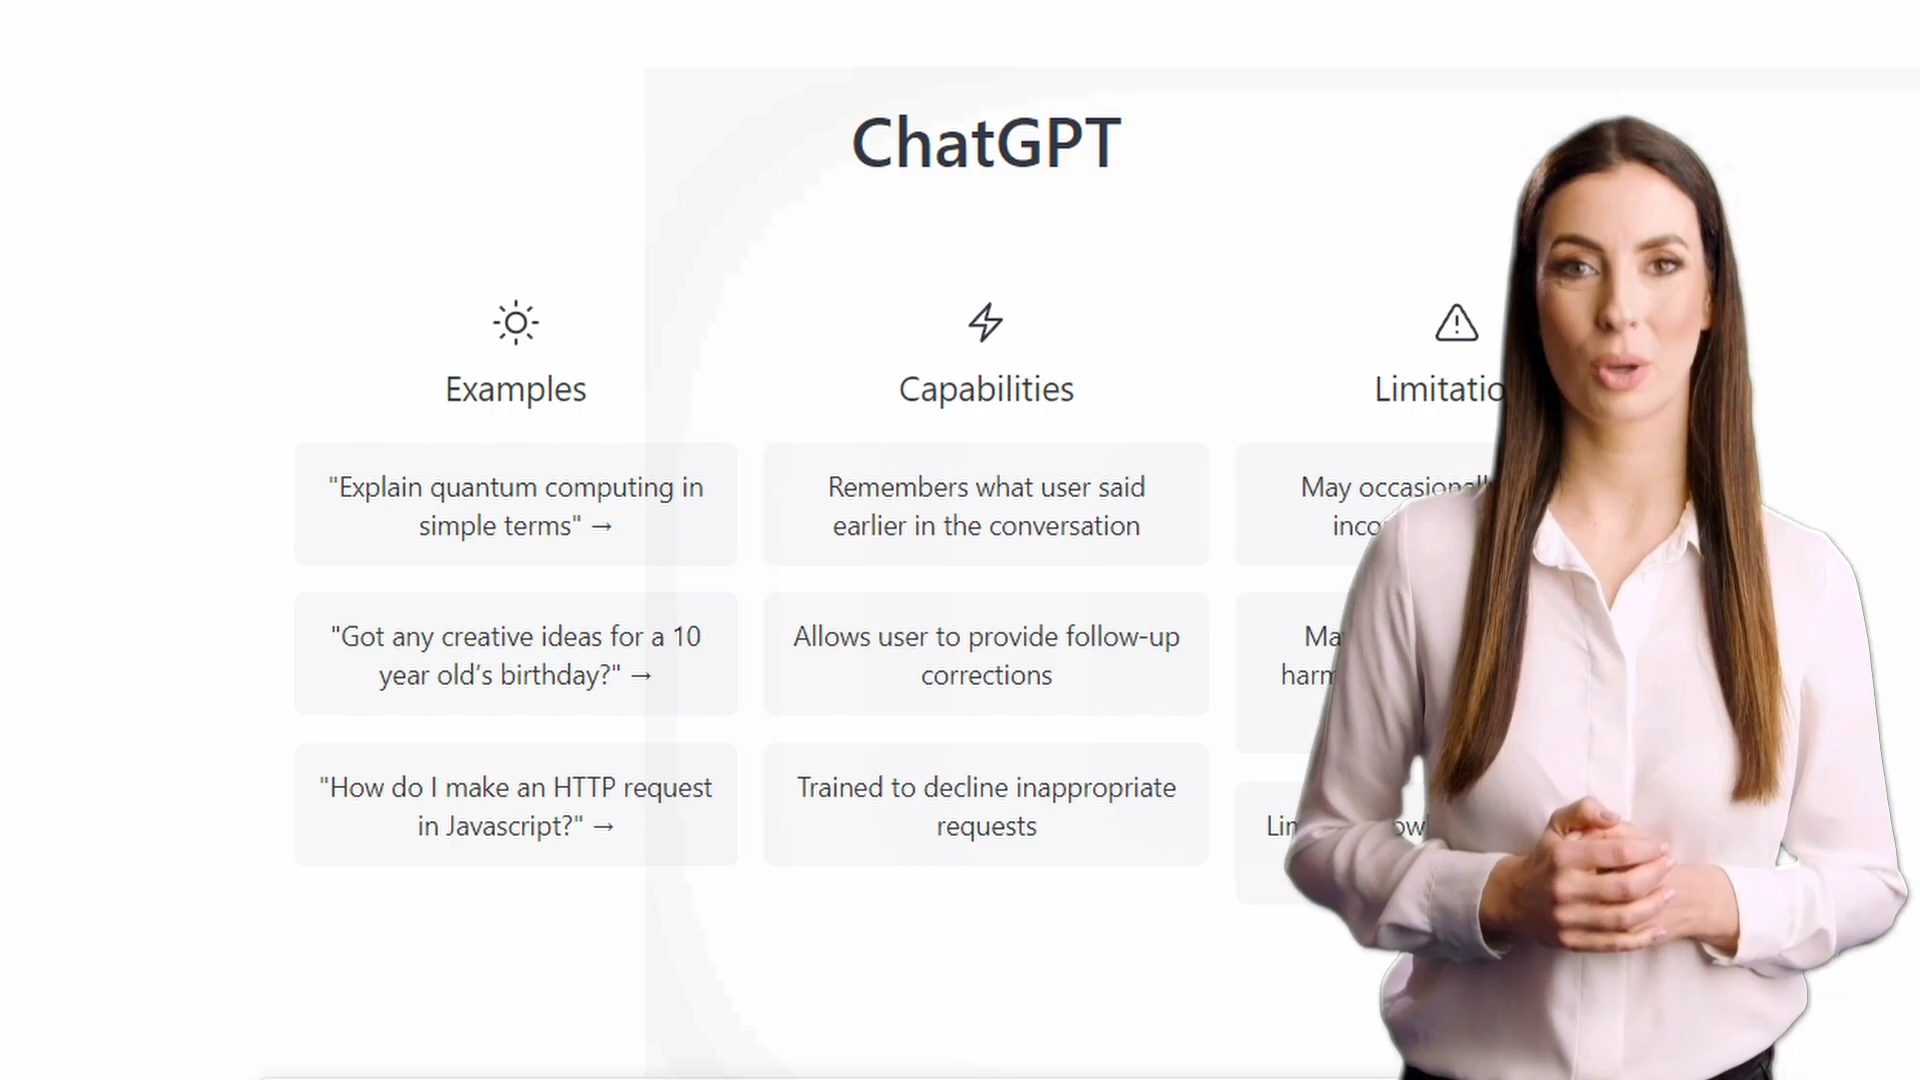 ChatGPT
Examples
"Explain quantum computing in
simple terms" →
"Got any creative ideas for a 10
year old's birthday?" →
"How do I make an HTTP request
in Javascript?" →
Capabilities
Remembers what user said
earlier in the conversation
Allows user to provide follow-up
corrections
Trained to decline inappropriate
requests
Limitatio
May